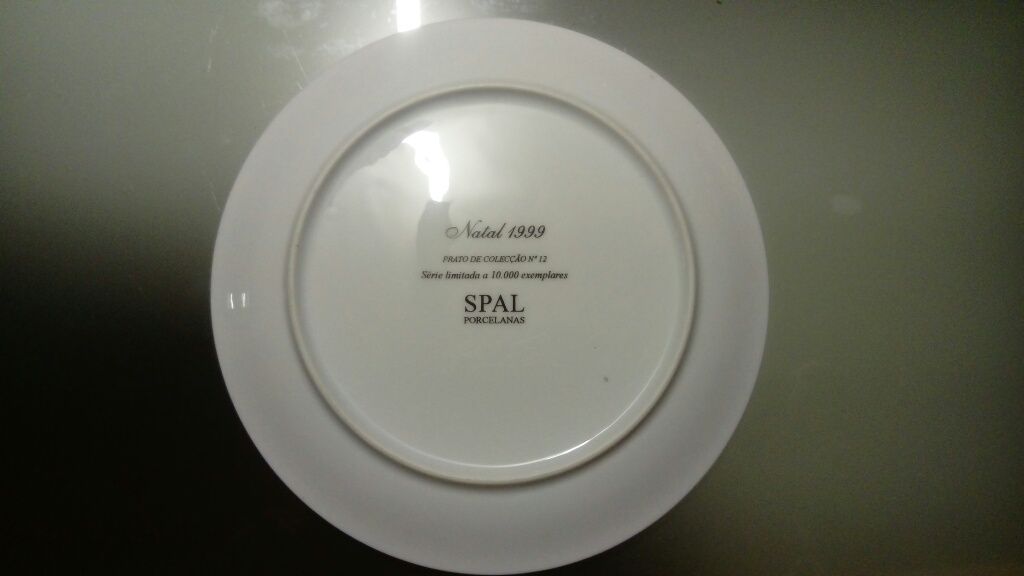 Natal 1999
PRATO DE COLECÇÃO Nº 12
Série limitada a 10.000 exemplares
SPAL
PORCELANAS